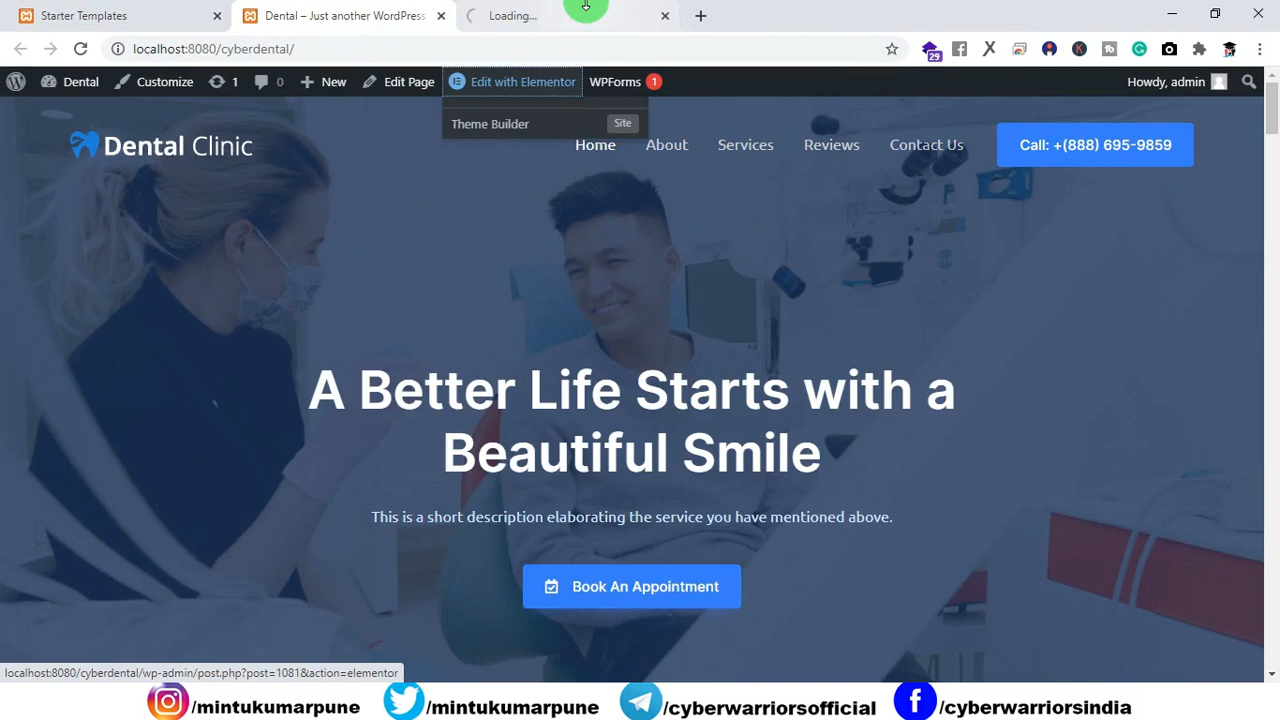 Starter Templates
Dental – Just another WordPress
Loading...
localhost:8080/cyberdental/
29
Dental
Customize
1
0
New
Edit Page
Edit with Elementor
WPForms 1
Howdy, admin
Theme Builder Site
Dental Clinic
Home
About
Services
Reviews
Contact Us
Call: +(888) 695-9859
A Better Life Starts with a
Beautiful Smile
This is a short description elaborating the service you have mentioned above.
Book An Appointment
localhost:8080/cyberdental/wp-admin/post.php?post=1081&action=elementor
/mintukumarpune
/mintukumarpune
/cyberwarriorsofficial
/cyberwarriorsindia